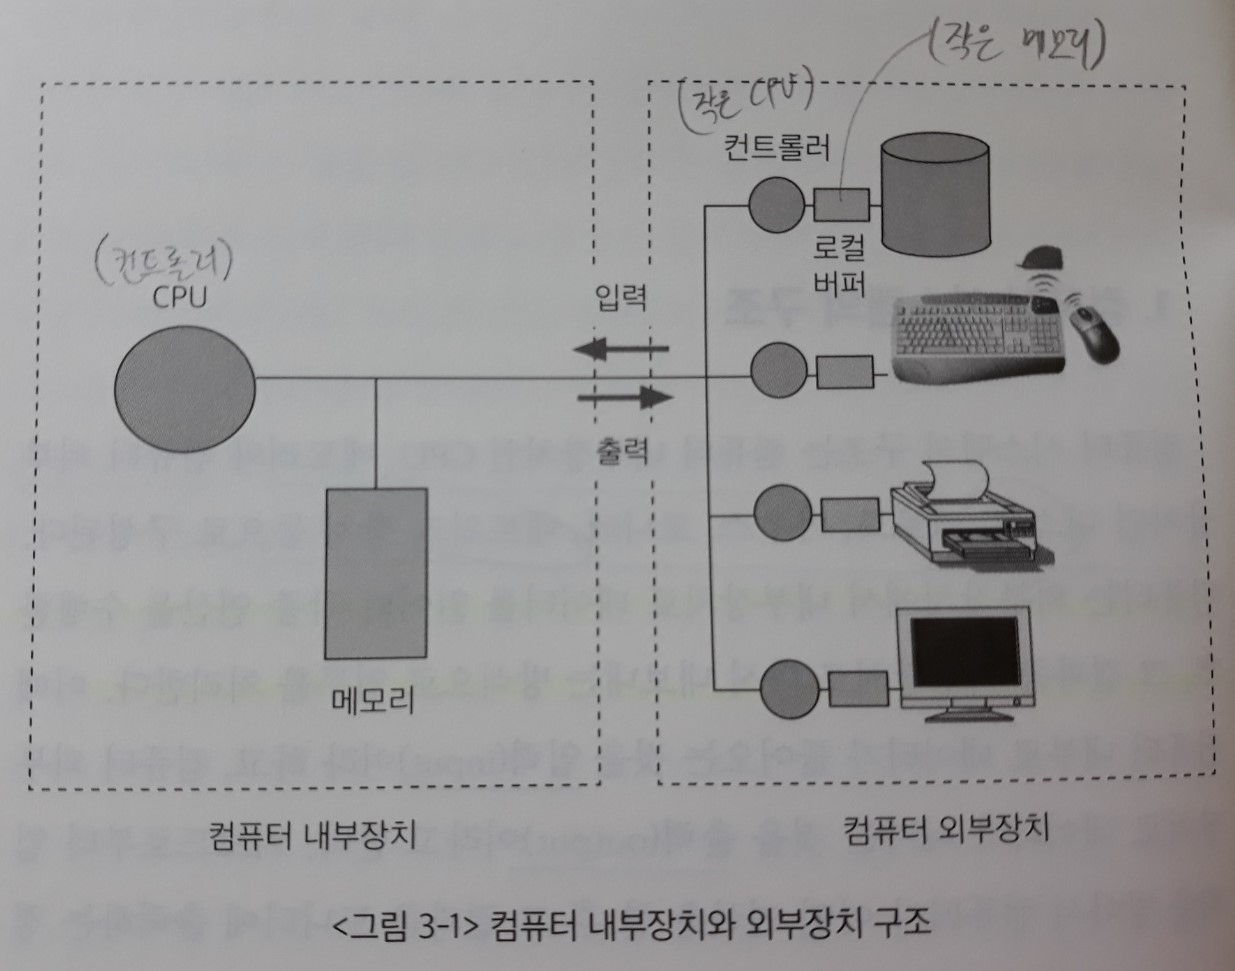 (작은 메모리)
(작은 CPU)
컨트롤러
로컬
버퍼
(컨트롤러)
CPU
입력
출력
메모리
컴퓨터 내부장치
컴퓨터 외부장치
<그림 3-1> 컴퓨터 내부장치와 외부장치 구조